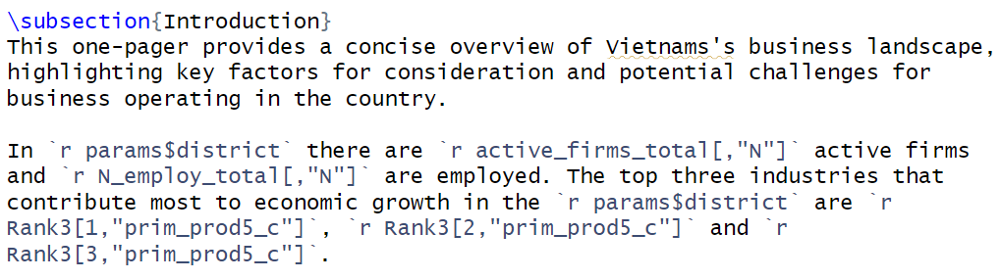 \subsection{Introduction}
This one-pager provides a concise overview of Vietnams's business landscape,
highlighting key factors for consideration and potential challenges for
business operating in the country.
In `r params$district` there are `r active_firms_total[,"N"]` active firms
and `r N_employ_total[,"N"]` are employed. The top three industries that
contribute most to economic growth in the `r params$district` are `r
Rank3[1,"prim_prod5_c"]`, `r Rank3[2,"prim_prod5_c"]` and `r
Rank3[3,"prim_prod5_c"]`.